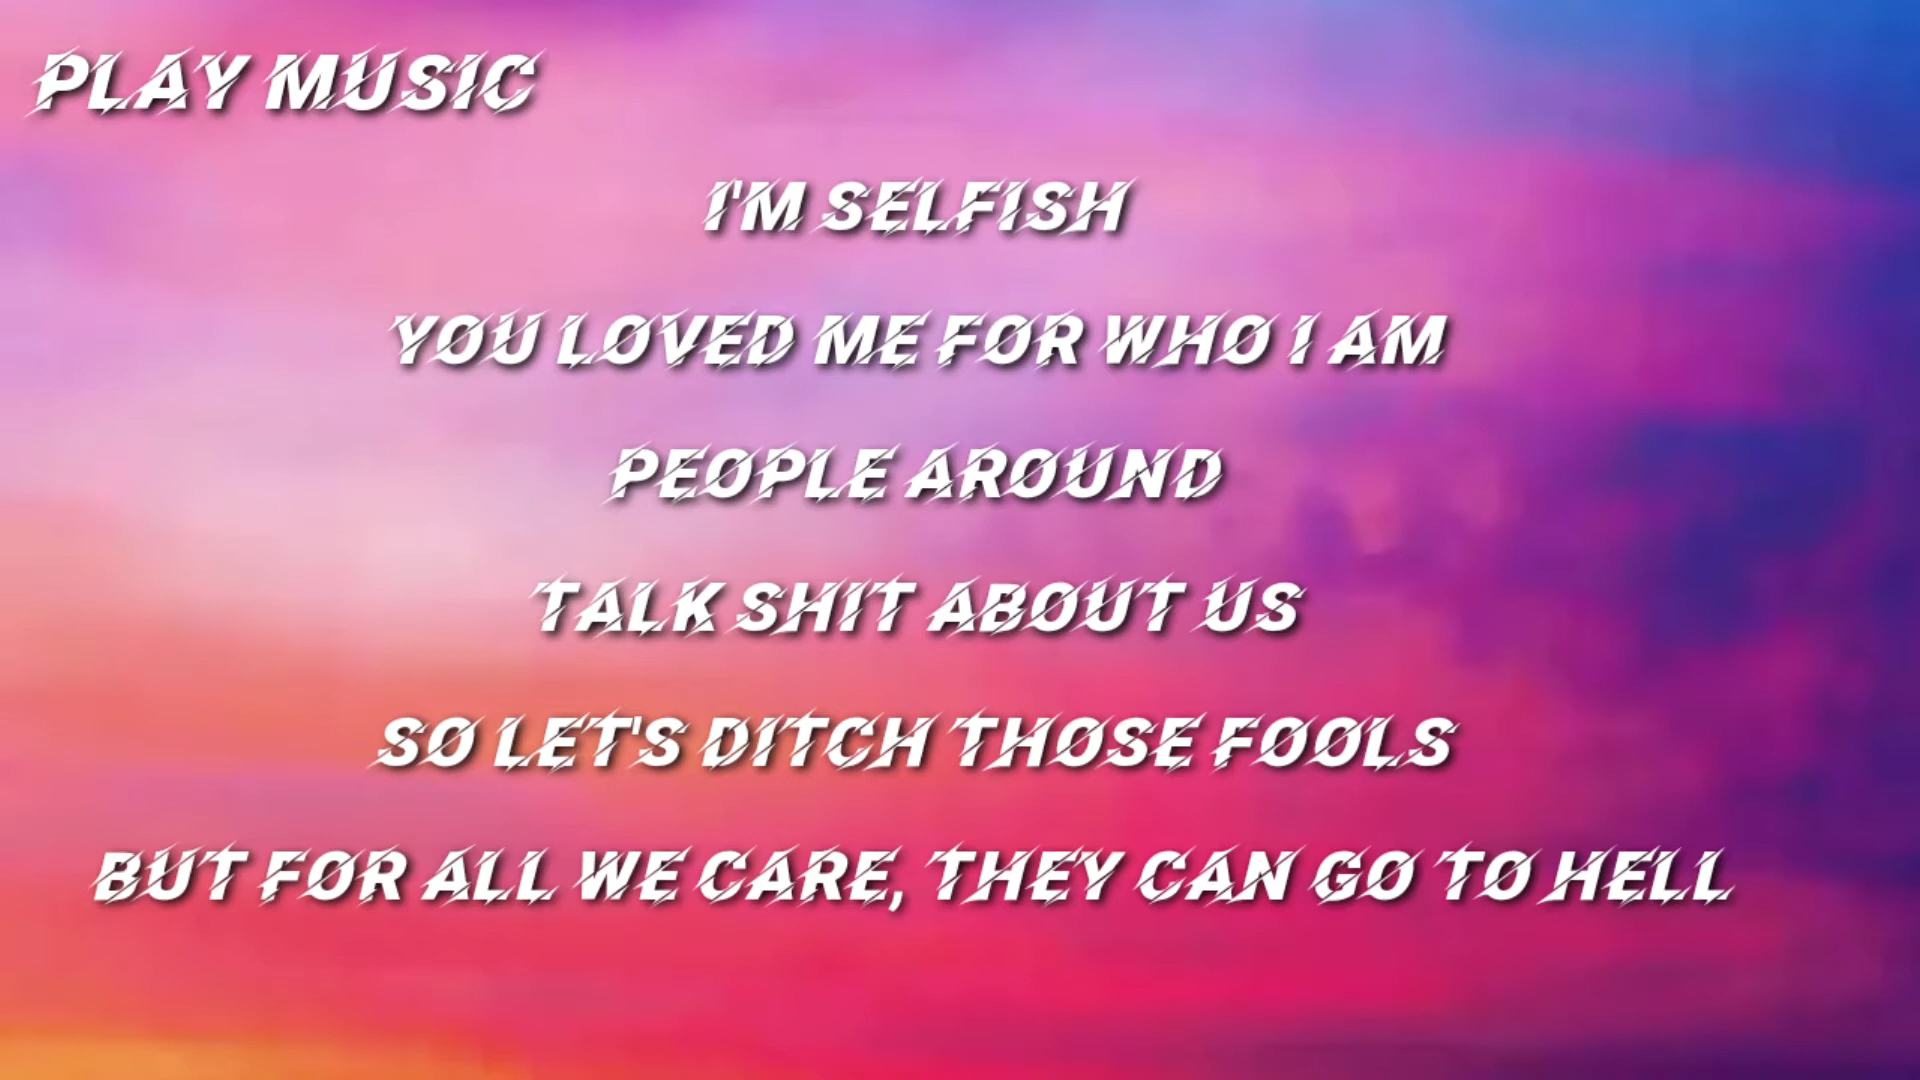 PLAY MUSIC
I'M SELFISH
YOU LOVED ME FOR WHO I AM
PEOPLE AROUND
TALK SHIT ABOUT US
SO LET'S DITCH THOSE FOOLS
BUT FOR ALL WE CARE, THEY CAN GO TO HELL